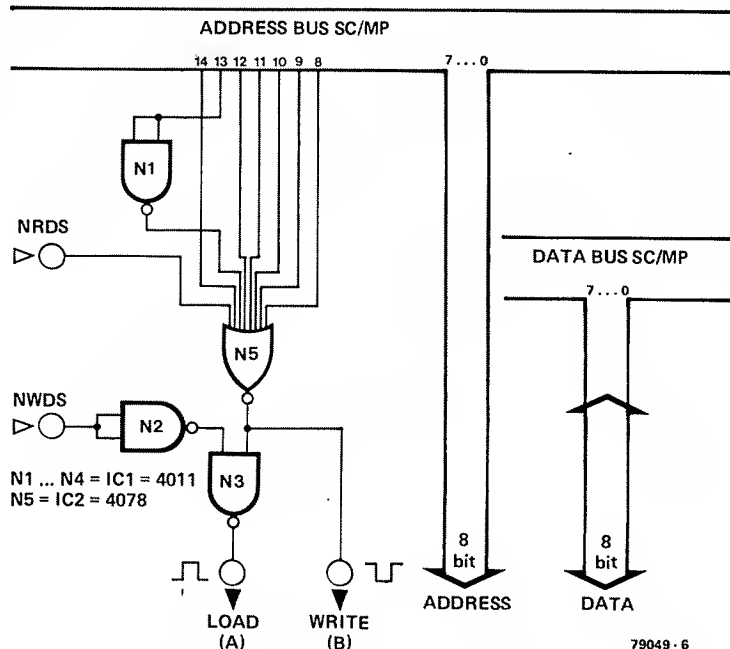 ADDRESS BUS SC/MP
14 13 12 11 10 9 8
7...0
N1
NRDS
DATA BUS SC/MP
7...0
N5
NWDS
N2
N3
N1 ... N4 = IC1 = 4011
N5 = IC2 = 4078
8
bit
8
bit
ADDRESS
DATA
LOAD
(A)
WRITE
(B)
79049 - 6